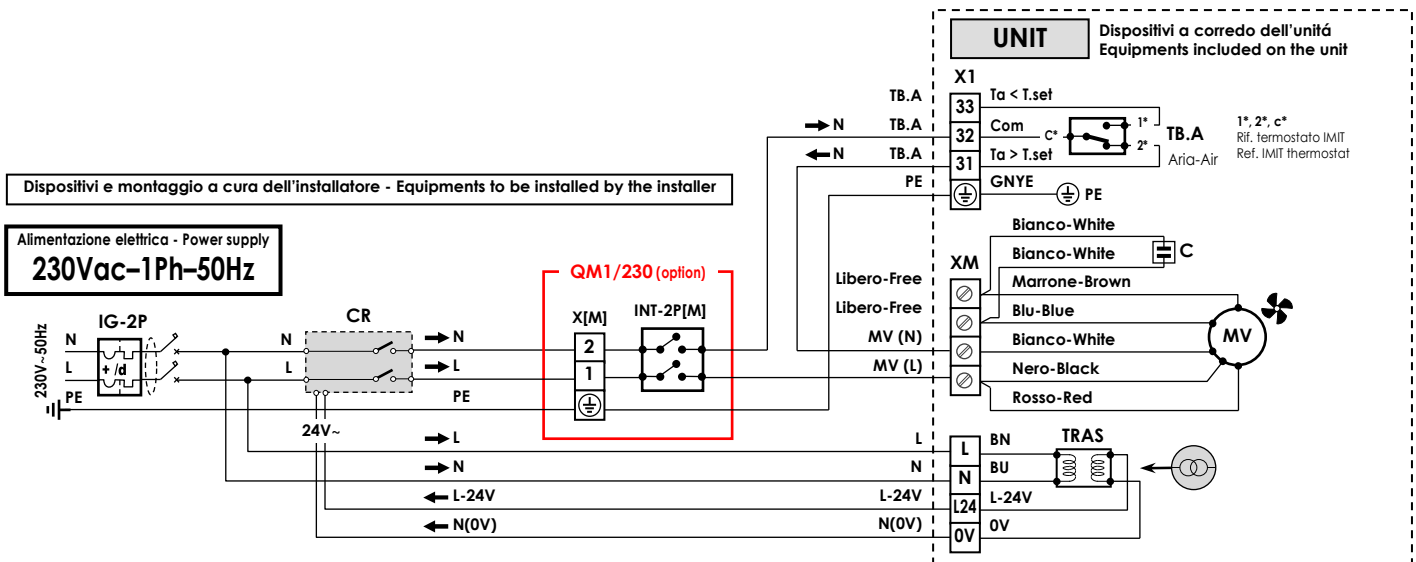 UNIT
Dispositivi a corredo dell'unitá
Equipments included on the unit
X1
TB.A
33
Ta < T.set
1*
N
TB.A
32
Com
C*
TB.A
1*, 2*, c*
Rif. termostato IMIT
Ref. IMIT thermostat
2*
N
TB.A
31
Ta > T.set
Aria-Air
PE
GNYE
PE
Dispositivi e montaggio a cura dell'installatore - Equipments to be installed by the installer
Alimentazione elettrica - Power supply
230Vac–1Ph–50Hz
QM1/230 (option)
Bianco-White
Bianco-White
C
XM
Libero-Free
Marrone-Brown
Libero-Free
Blu-Blue
MV (N)
Bianco-White
MV
MV (L)
Nero-Black
Rosso-Red
IG-2P
CR
X[M]
INT-2P[M]
230V~50Hz
N
N
N
2
L
+ /d
L
L
1
PE
PE
24V~
TRAS
L
L
L
BN
N
N
N
BU
L-24V
L-24V
L24
L-24V
N(0V)
N(0V)
0V
0V